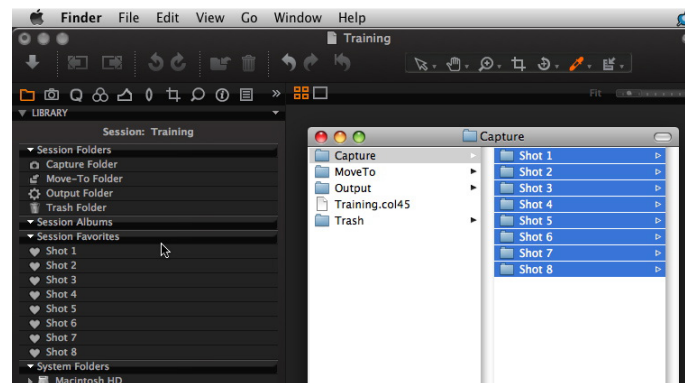 Finder File Edit View Go Window Help
Training
Fit
LIBRARY
Session: Training
Session Folders
Capture Folder
Move-To Folder
Output Folder
Trash Folder
Session Albums
Session Favorites
Shot 1
Shot 2
Shot 3
Shot 4
Shot 5
Shot 6
Shot 7
Shot 8
System Folders
Macintosh HD
Capture
Capture
MoveTo
Output
Training.col45
Trash
Shot 1
Shot 2
Shot 3
Shot 4
Shot 5
Shot 6
Shot 7
Shot 8